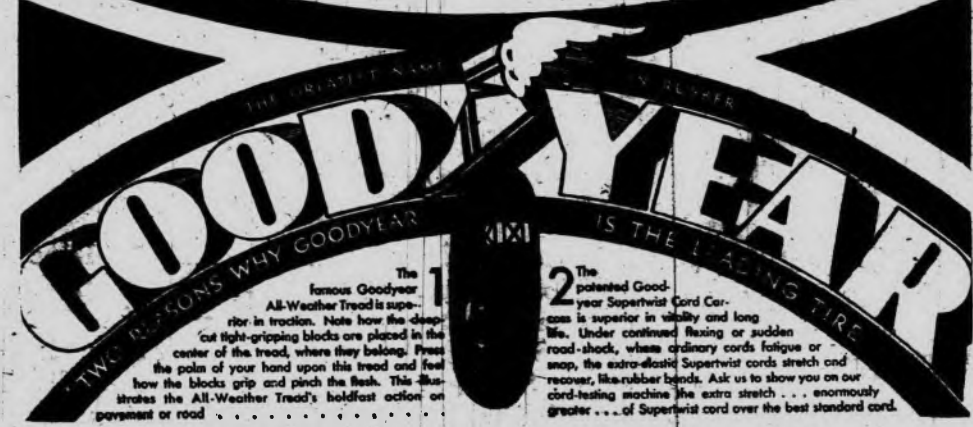 THE GREATEST NAME IN RUBBER
GOODYEAR
TWO REASONS WHY GOODYEAR IS THE LEADING TIRE
1
The
famous Goodyear
All-Weather Tread is supe-
rior in traction. Note how the deep-
cut tight-gripping blocks are placed in the
center of the tread, where they belong. Press
the palm of your hand upon this tread and feel
how the blocks grip and pinch the flesh. This illus-
trates the All-Weather Tread's holdfast action on
pavement or road . . . . . . . . . . . . . .
2
The
patented Good-
year Supertwist Cord Car-
cass is superior in vitality and long
life. Under continued flexing or sudden
road-shock, where ordinary cords fatigue or
snap, the extra-elastic Supertwist cords stretch and
recover, like rubber bands. Ask us to show you on our
cord-testing machine the extra stretch . . . enormously
greater . . . of Supertwist cord over the best standard cord.